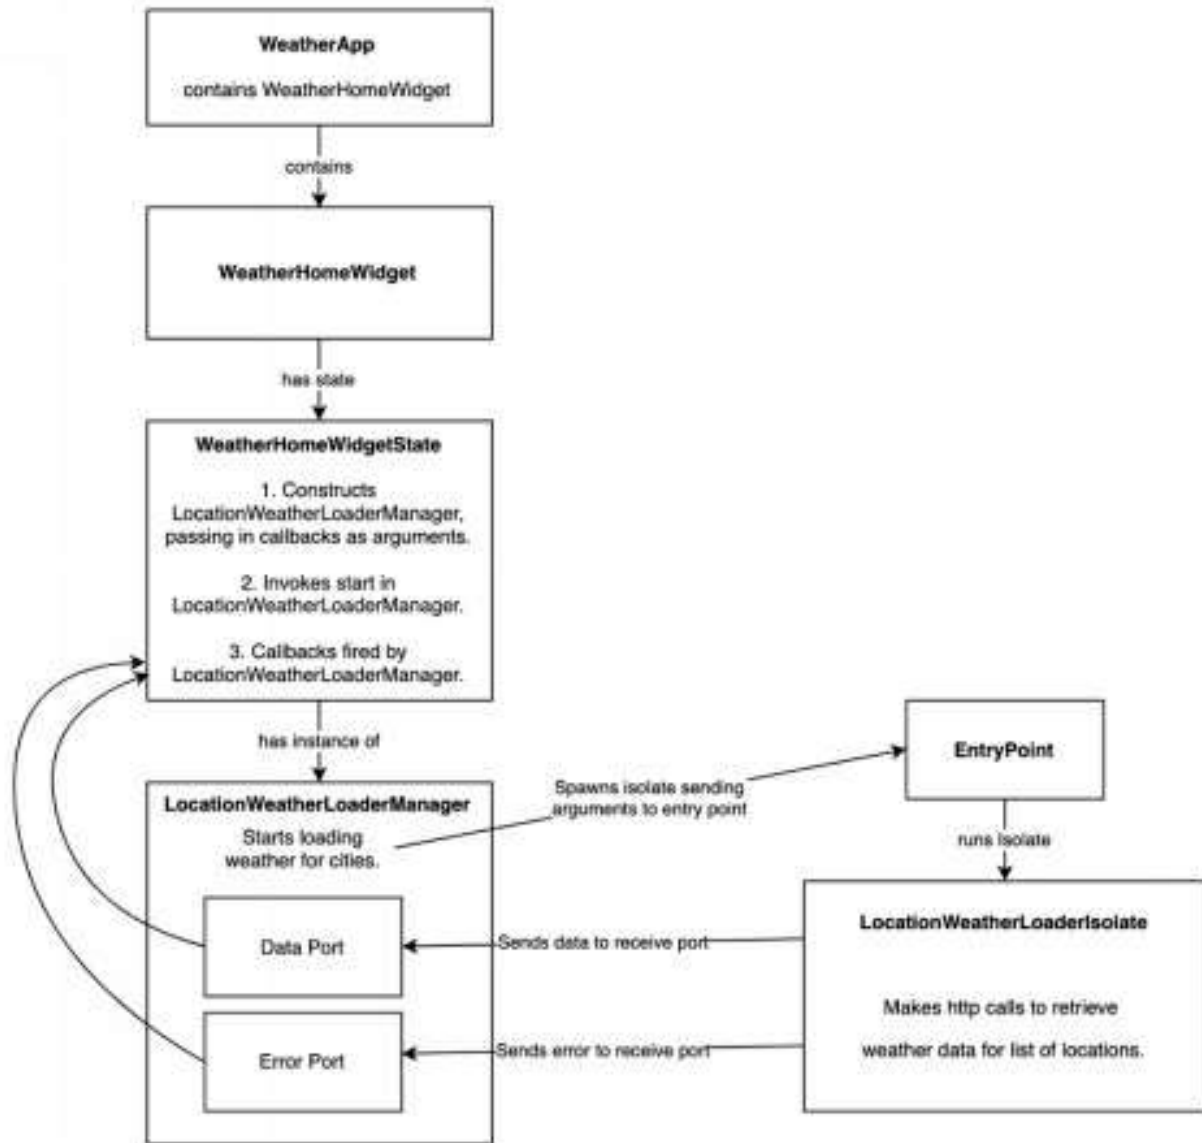 WeatherApp
contains WeatherHomeWidget
contains
WeatherHomeWidget
has state
WeatherHomeWidgetState
1. Constructs
LocationWeatherLoaderManager,
passing in callbacks as arguments.
2. Invokes start in
LocationWeatherLoaderManager.
3. Callbacks fired by
LocationWeatherLoaderManager.
has instance of
LocationWeatherLoaderManager
Starts loading
weather for cities.
Spawns isolate sending
arguments to entry point
EntryPoint
runs Isolate
LocationWeatherLoaderIsolate
Makes http calls to retrieve
weather data for list of locations.
Data Port
Sends data to receive port
Error Port
Sends error to receive port